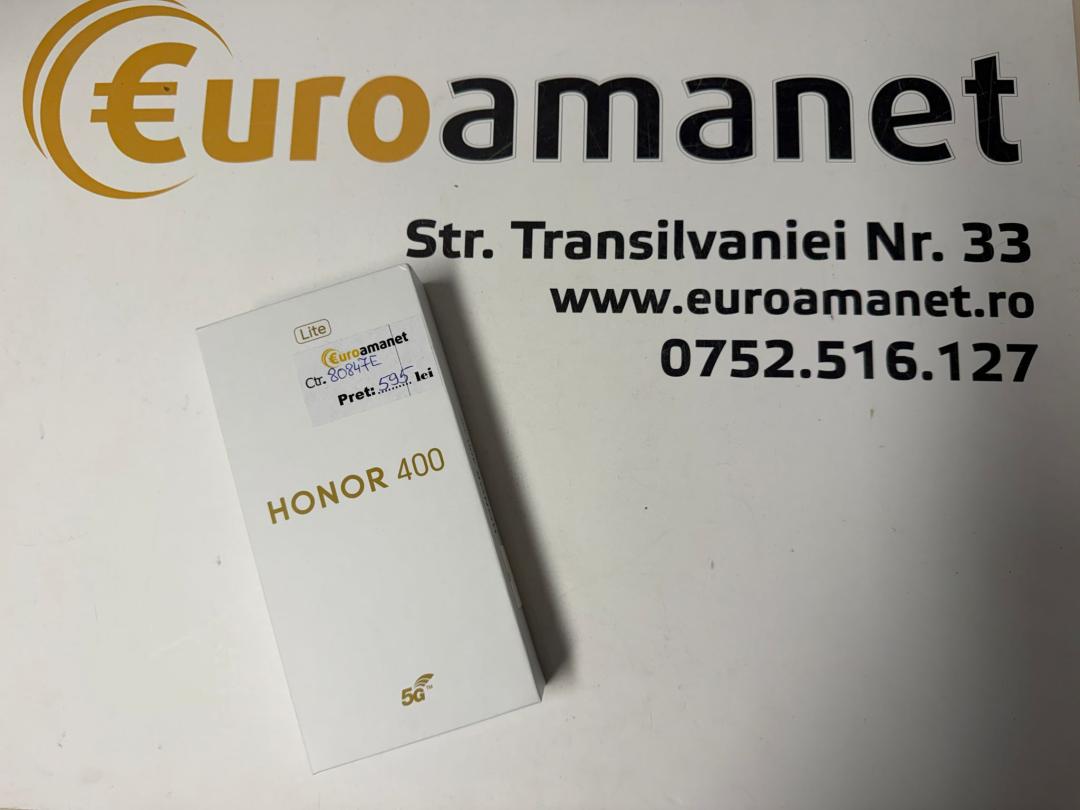 €uroamanet
Str. Transilvaniei Nr. 33
www.euroamanet.ro
0752.516.127
Lite
€uroamanet
Ctr. 80847E
Pret: 595 lei
HONOR 400
5G™